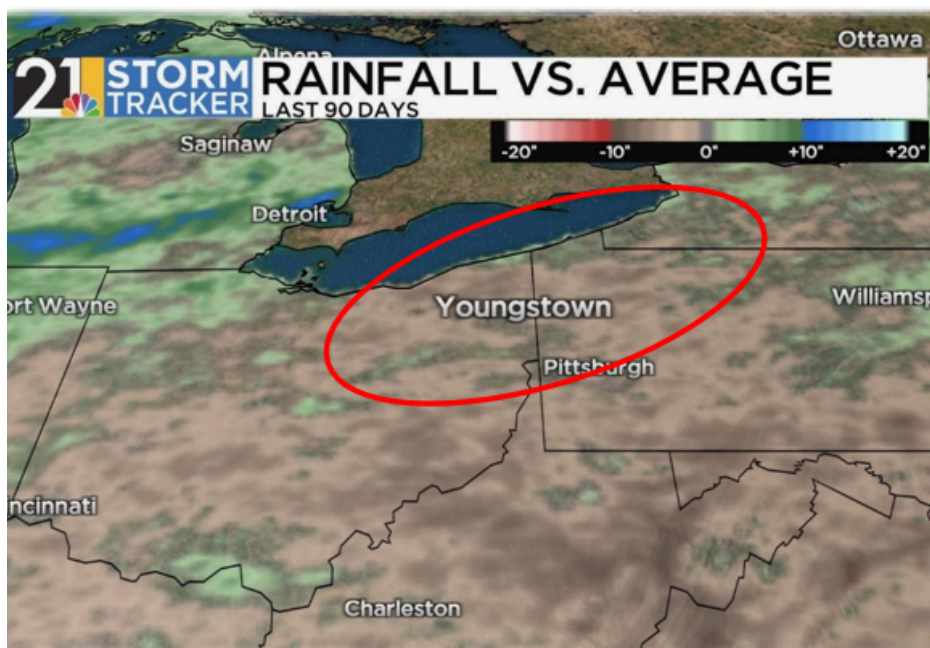 Ottawa
Alpena
21 STORM TRACKER
RAINFALL VS. AVERAGE
LAST 90 DAYS
-20" -10" 0" +10" +20"
Saginaw
Detroit
ort Wayne
Youngstown
Williamsp
Pittsburgh
ncinnati
Charleston